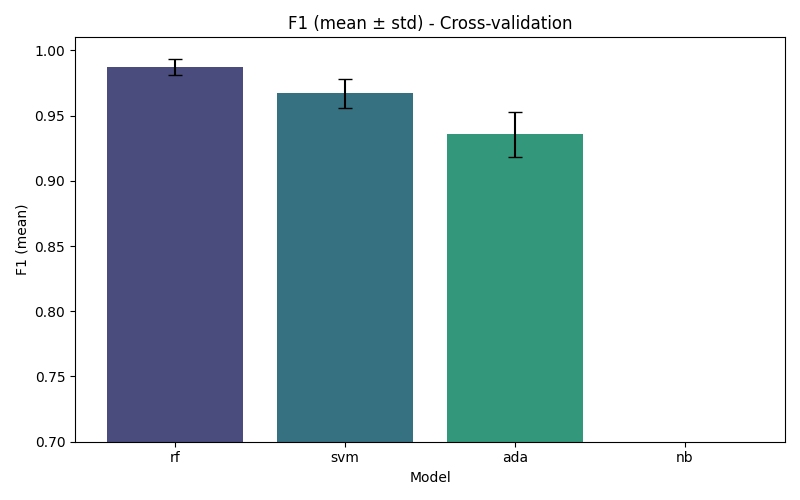 F1 (mean ± std) - Cross-validation
1.00
0.95
0.90
0.85
0.80
0.75
0.70
F1 (mean)
rf svm ada nb
Model